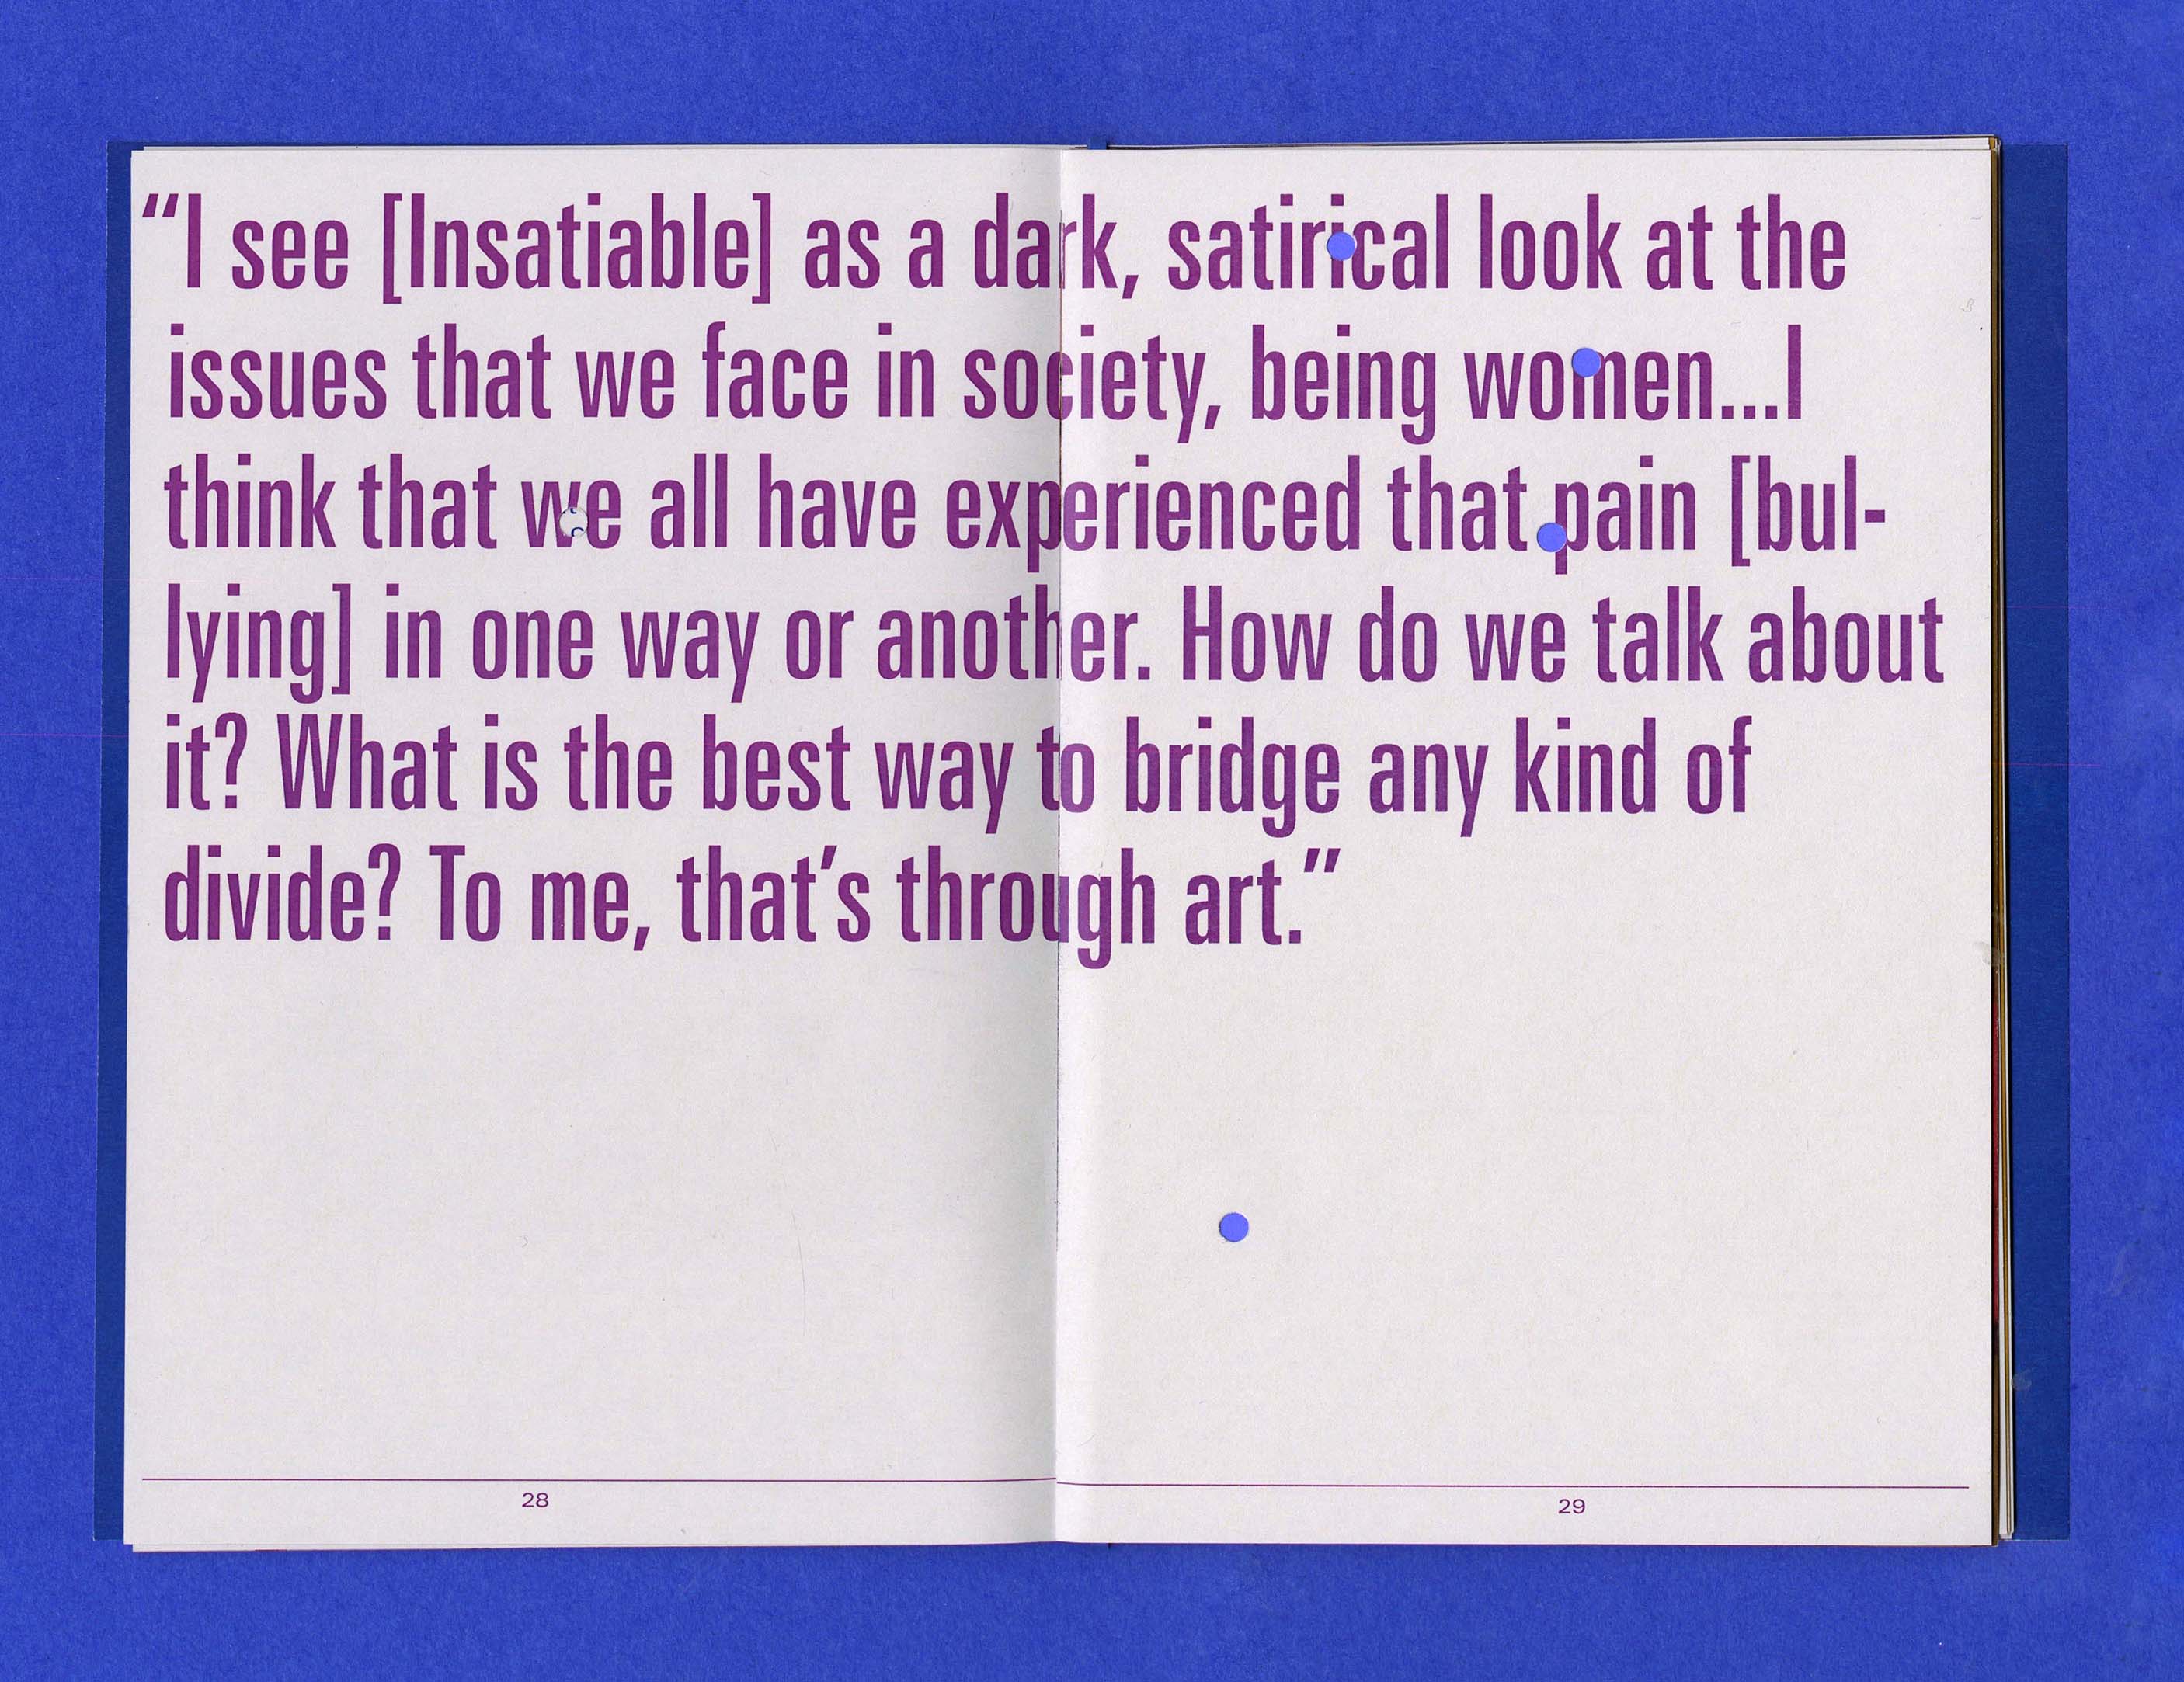 “I see [Insatiable] as a dark, satirical look at the
issues that we face in society, being women...I
think that we all have experienced that pain [bul-
lying] in one way or another. How do we talk about
it? What is the best way to bridge any kind of
divide? To me, that’s through art.”
28
29